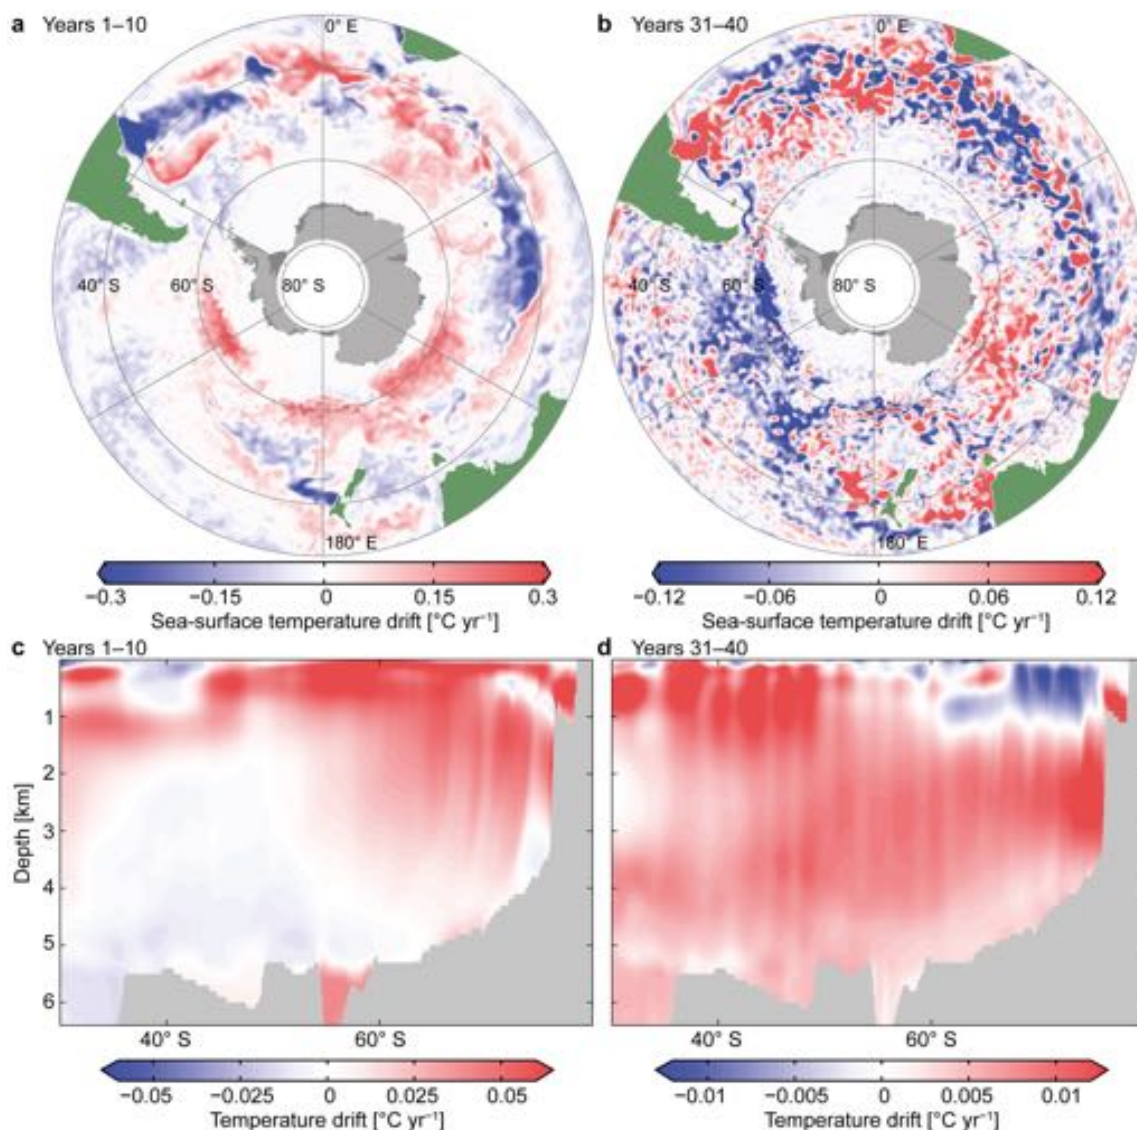 a Years 1–10
0° E
40° S
60° S
80° S
180° E
−0.3 −0.15 0 0.15 0.3
Sea-surface temperature drift [°C yr⁻¹]
b Years 31–40
0° E
40° S
60° S
80° S
180° E
−0.12 −0.06 0 0.06 0.12
Sea-surface temperature drift [°C yr⁻¹]
c Years 1–10
Depth [km]
1
2
3
4
5
6
40° S 60° S
−0.05 −0.025 0 0.025 0.05
Temperature drift [°C yr⁻¹]
d Years 31–40
40° S 60° S
−0.01 −0.005 0 0.005 0.01
Temperature drift [°C yr⁻¹]